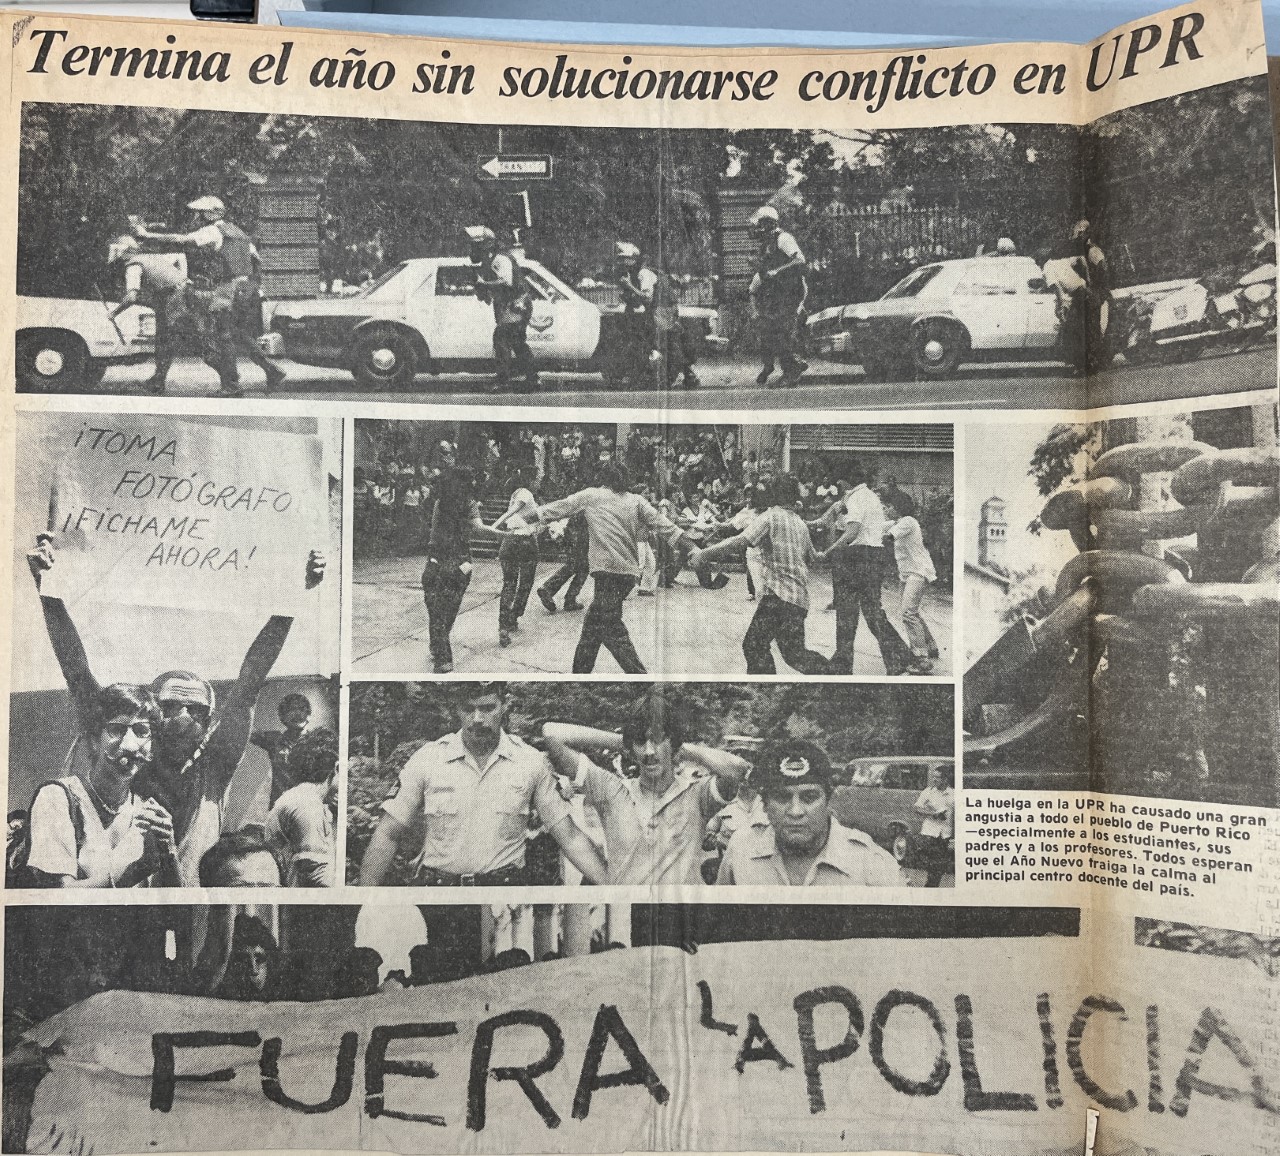 Termina el año sin solucionarse conflicto en UPR
¡TOMA
FOTÓGRAFO
¡FICHAME
AHORA!
La huelga en la UPR ha causado una gran
angustia a todo el pueblo de Puerto Rico
—especialmente a los estudiantes, sus
padres y a los profesores. Todos esperan
que el Año Nuevo traiga la calma al
principal centro docente del país.
FUERA LA POLICIA